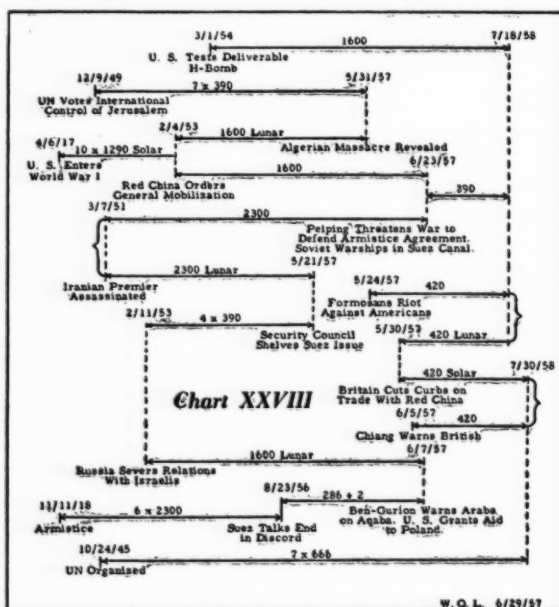 3/1/54 7/18/58
1600
U. S. Tests Deliverable
H-Bomb
12/9/49 5/31/57
7 x 390
UN Votes International
Control of Jerusalem
2/4/53
4/6/17 1600 Lunar
Algerian Massacre Revealed
10 x 1290 Solar 6/23/57
U. S. Enters
World War I
1600
Red China Orders
General Mobilization
390
3/7/51
2300
Peiping Threatens War to
Defend Armistice Agreement.
Soviet Warships in Suez Canal.
5/21/57
2300 Lunar
5/24/57
420
Iranian Premier
Assassinated
Formosans Riot
Against Americans
2/11/53
4 x 390
5/30/57
Security Council
Shelves Suez Issue
420 Lunar
7/30/58
420 Solar
Britain Cuts Curbs on
Trade With Red China
Chart XXVIII
6/5/57
420
Chiang Warns British
6/7/57
1600 Lunar
Russia Severs Relations
With Israelis
8/23/56
286 + 2
11/11/18
Ben-Gurion Warns Arabs
on Aqaba. U. S. Grants Aid
to Poland.
6 x 2300
Armistice
Suez Talks End
in Discord
10/24/45
7 x 666
UN Organized
W. O. L. 6/29/57